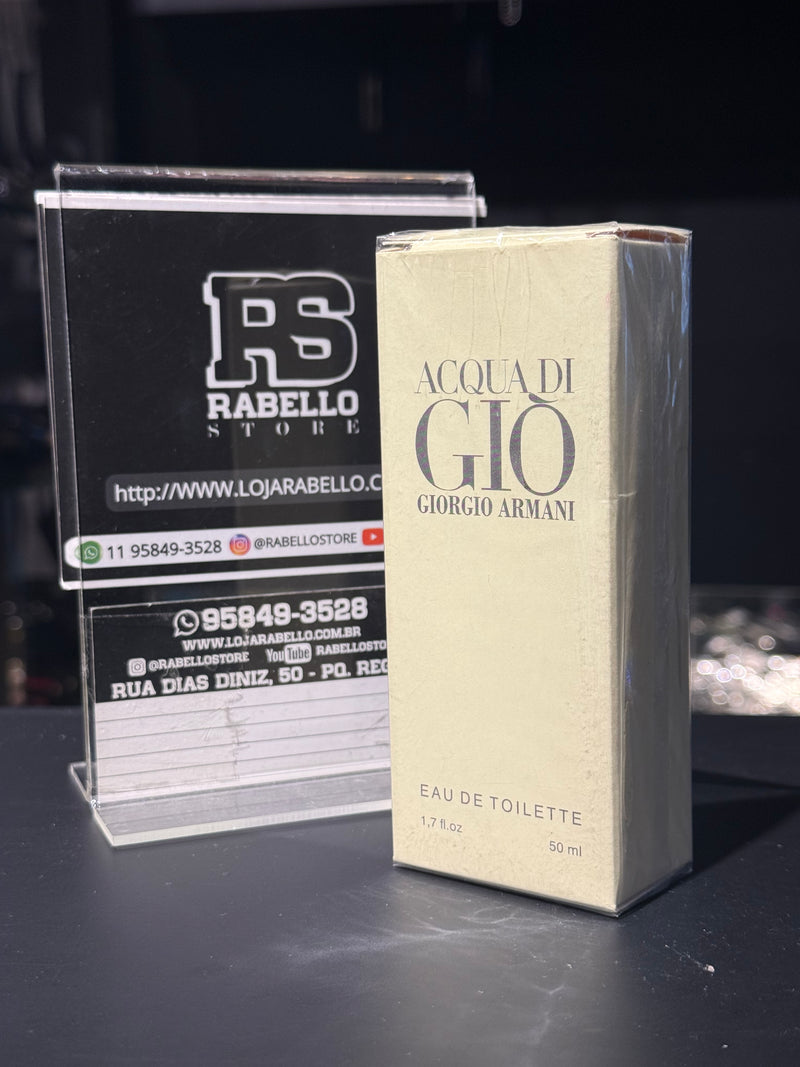 RS
RABELLO
STORE
http://WWW.LOJARABELLO.C
11 95849-3528 @RABELLOSTORE
95849-3528
WWW.LOJARABELLO.COM.BR
@RABELLOSTORE You Tube RABELLOSTO
RUA DIAS DINIZ, 50 - PQ. REG
ACQUA DI
GIÒ
GIORGIO ARMANI
EAU DE TOILETTE
1,7 fl.oz
50 ml